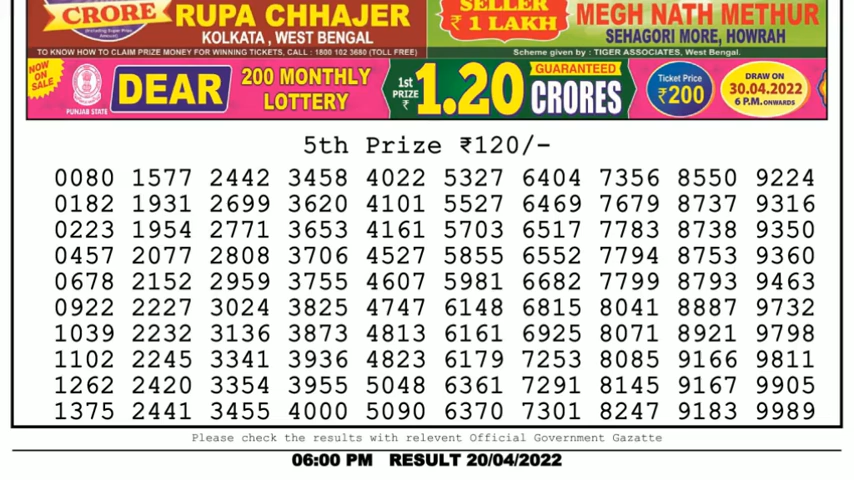 CRORE RUPA CHHAJER
KOLKATA, WEST BENGAL
TO KNOW HOW TO CLAIM PRIZE MONEY FOR WINNING TICKETS, CALL : 1800 102 3680 (TOLL FREE)
SELLER
₹ 1 LAKH
MEGH NATH METHUR
SEHAGORI MORE, HOWRAH
Scheme given by : TIGER ASSOCIATES, West Bengal.
NOW ON SALE
PUNJAB STATE
DEAR
200 MONTHLY
LOTTERY
1st
PRIZE
₹
1.20
GUARANTEED
CRORES
Ticket Price
₹200
DRAW ON
30.04.2022
6 P.M. ONWARDS
5th Prize ₹120/-
0080 1577 2442 3458 4022 5327 6404 7356 8550 9224
0182 1931 2699 3620 4101 5527 6469 7679 8737 9316
0223 1954 2771 3653 4161 5703 6517 7783 8738 9350
0457 2077 2808 3706 4527 5855 6552 7794 8753 9360
0678 2152 2959 3755 4607 5981 6682 7799 8793 9463
0922 2227 3024 3825 4747 6148 6815 8041 8887 9732
1039 2232 3136 3873 4813 6161 6925 8071 8921 9798
1102 2245 3341 3936 4823 6179 7253 8085 9166 9811
1262 2420 3354 3955 5048 6361 7291 8145 9167 9905
1375 2441 3455 4000 5090 6370 7301 8247 9183 9989
Please check the results with relevent Official Government Gazatte
06:00 PM RESULT 20/04/2022